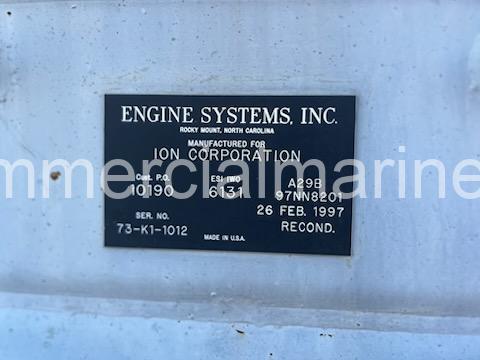 ENGINE SYSTEMS, INC.
ROCKY MOUNT, NORTH CAROLINA
MANUFACTURED FOR
ION CORPORATION
Cust. P.O. ESI IWO A29B
10190 6131 97NN8201
26 FEB. 1997
SER. NO. RECOND.
73-K1-1012
MADE IN U.S.A.
mmercialmarine